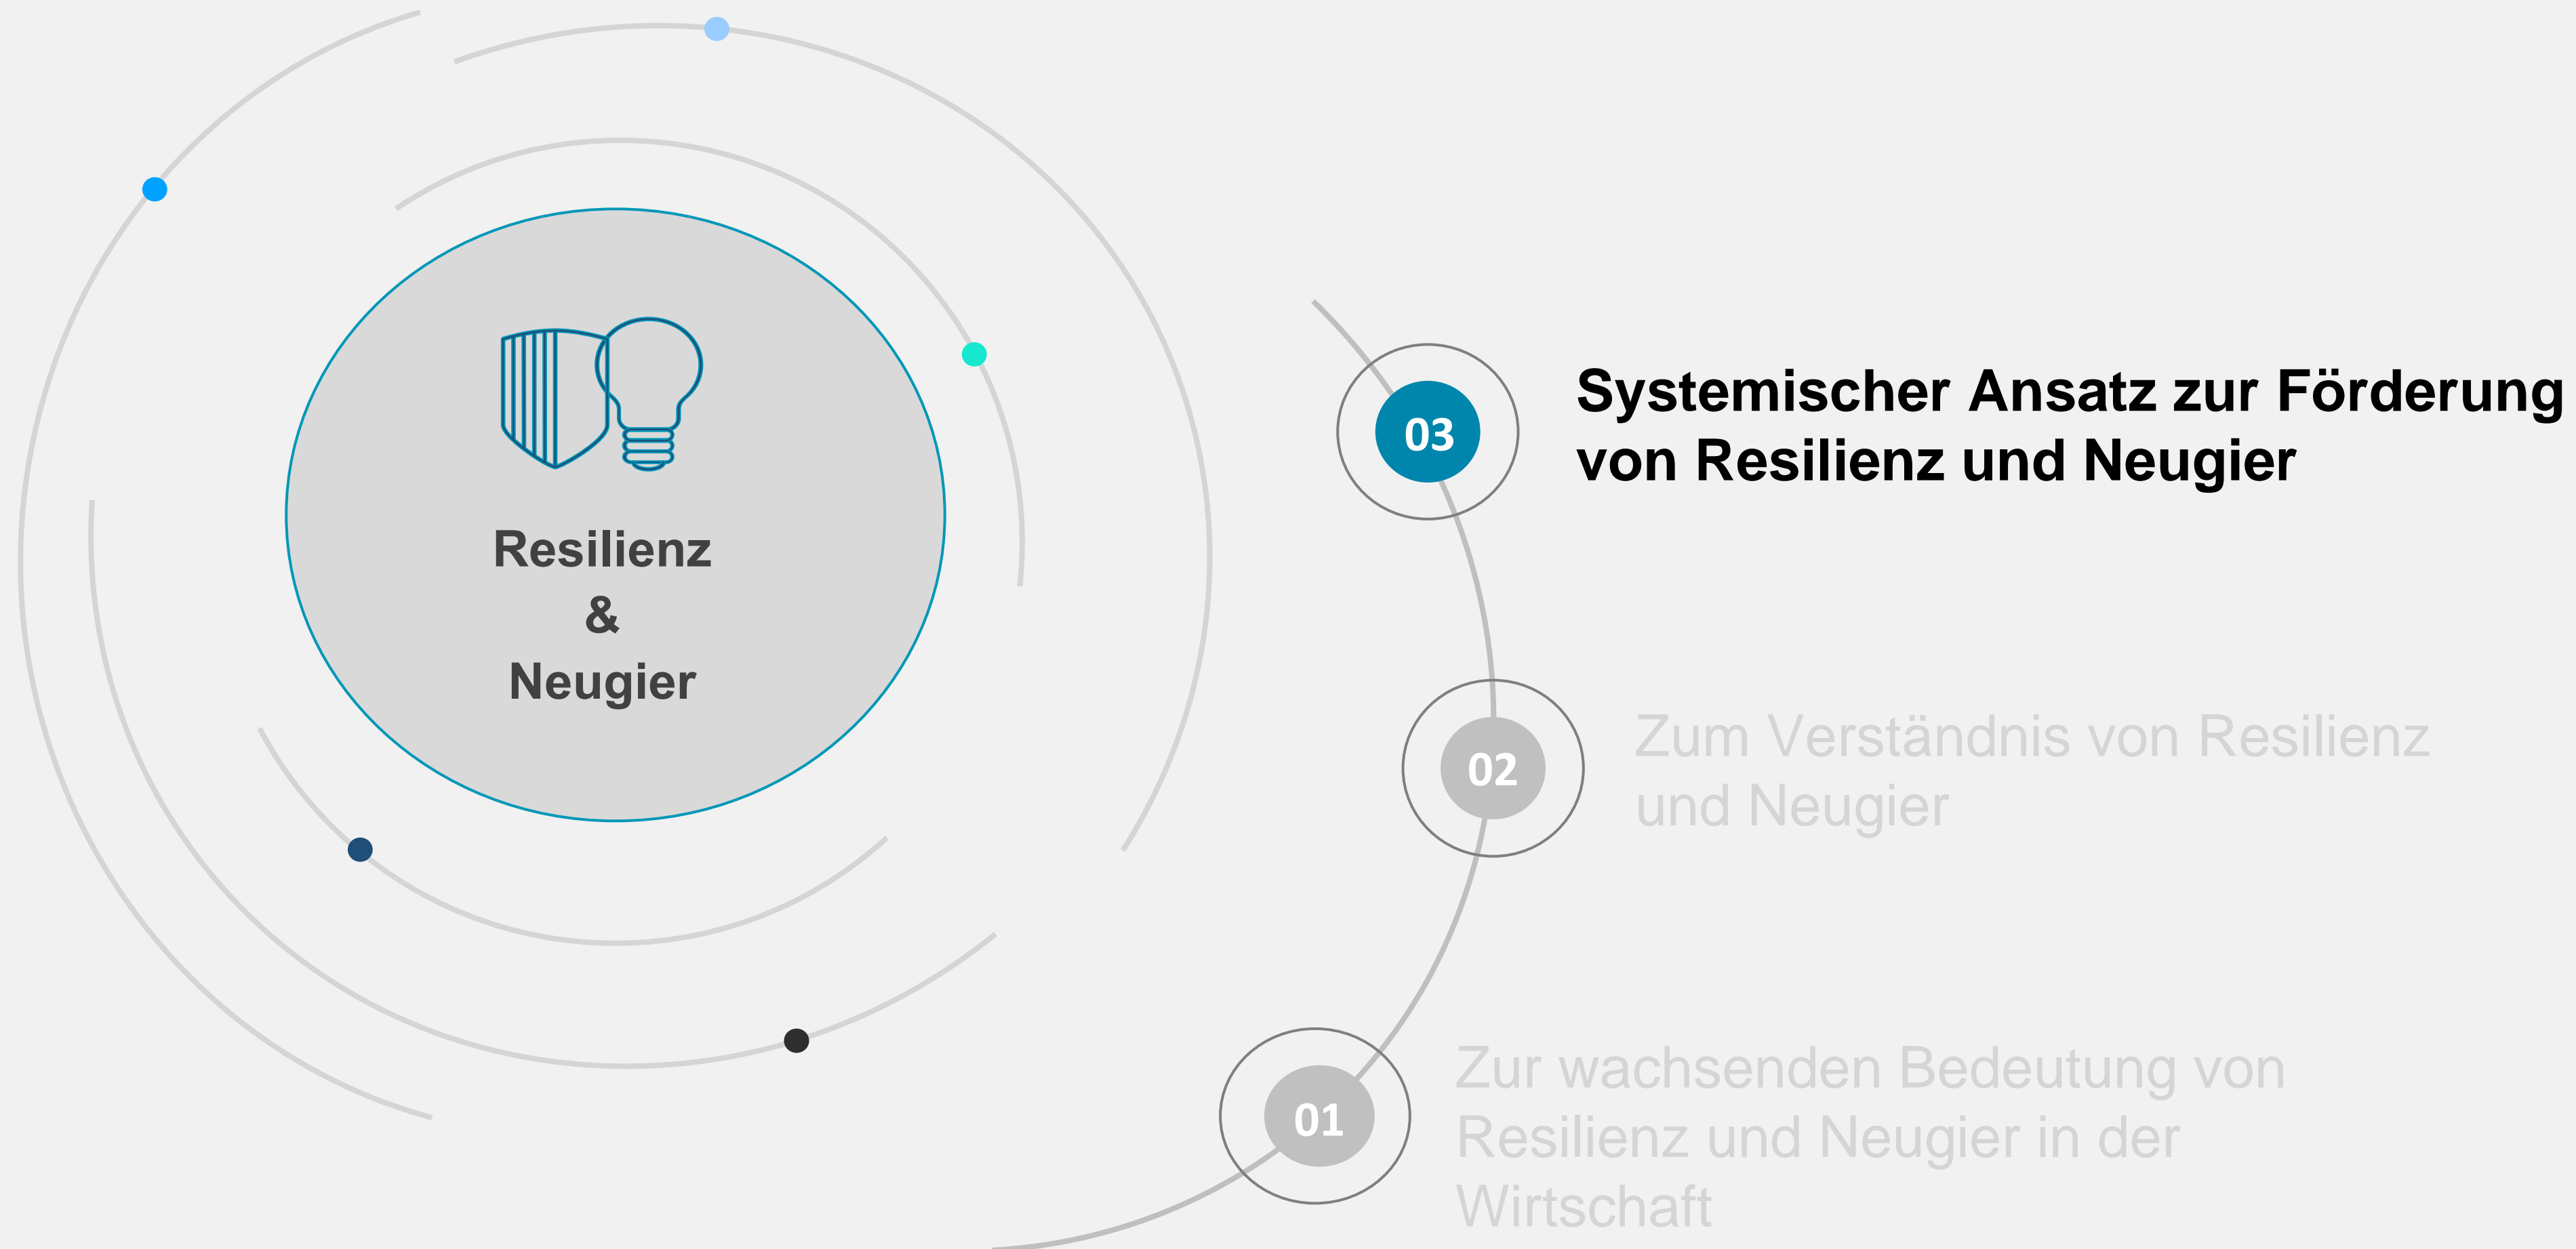 Resilienz
&
Neugier
03
Systemischer Ansatz zur Förderung
von Resilienz und Neugier
02
Zum Verständnis von Resilienz
und Neugier
01
Zur wachsenden Bedeutung von
Resilienz und Neugier in der
Wirtschaft